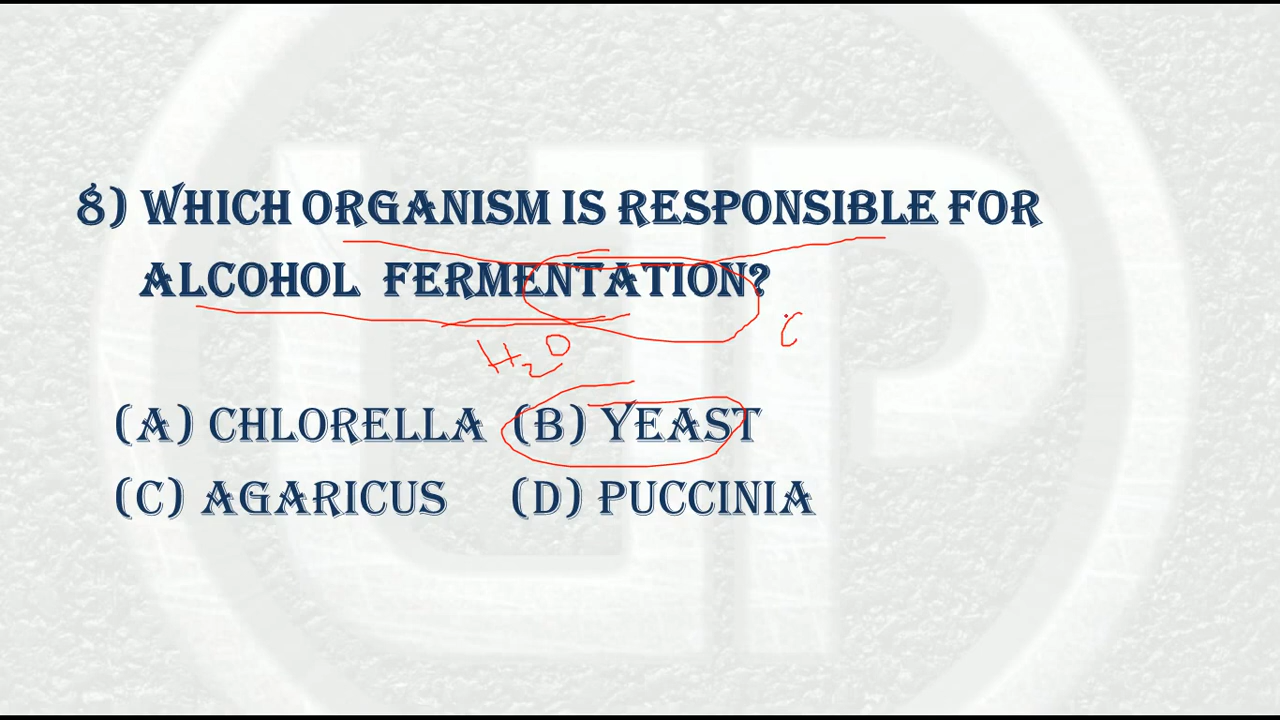 8) WHICH ORGANISM IS RESPONSIBLE FOR
ALCOHOL FERMENTATION?
H2O
(A) CHLORELLA (B) YEAST
(C) AGARICUS (D) PUCCINIA